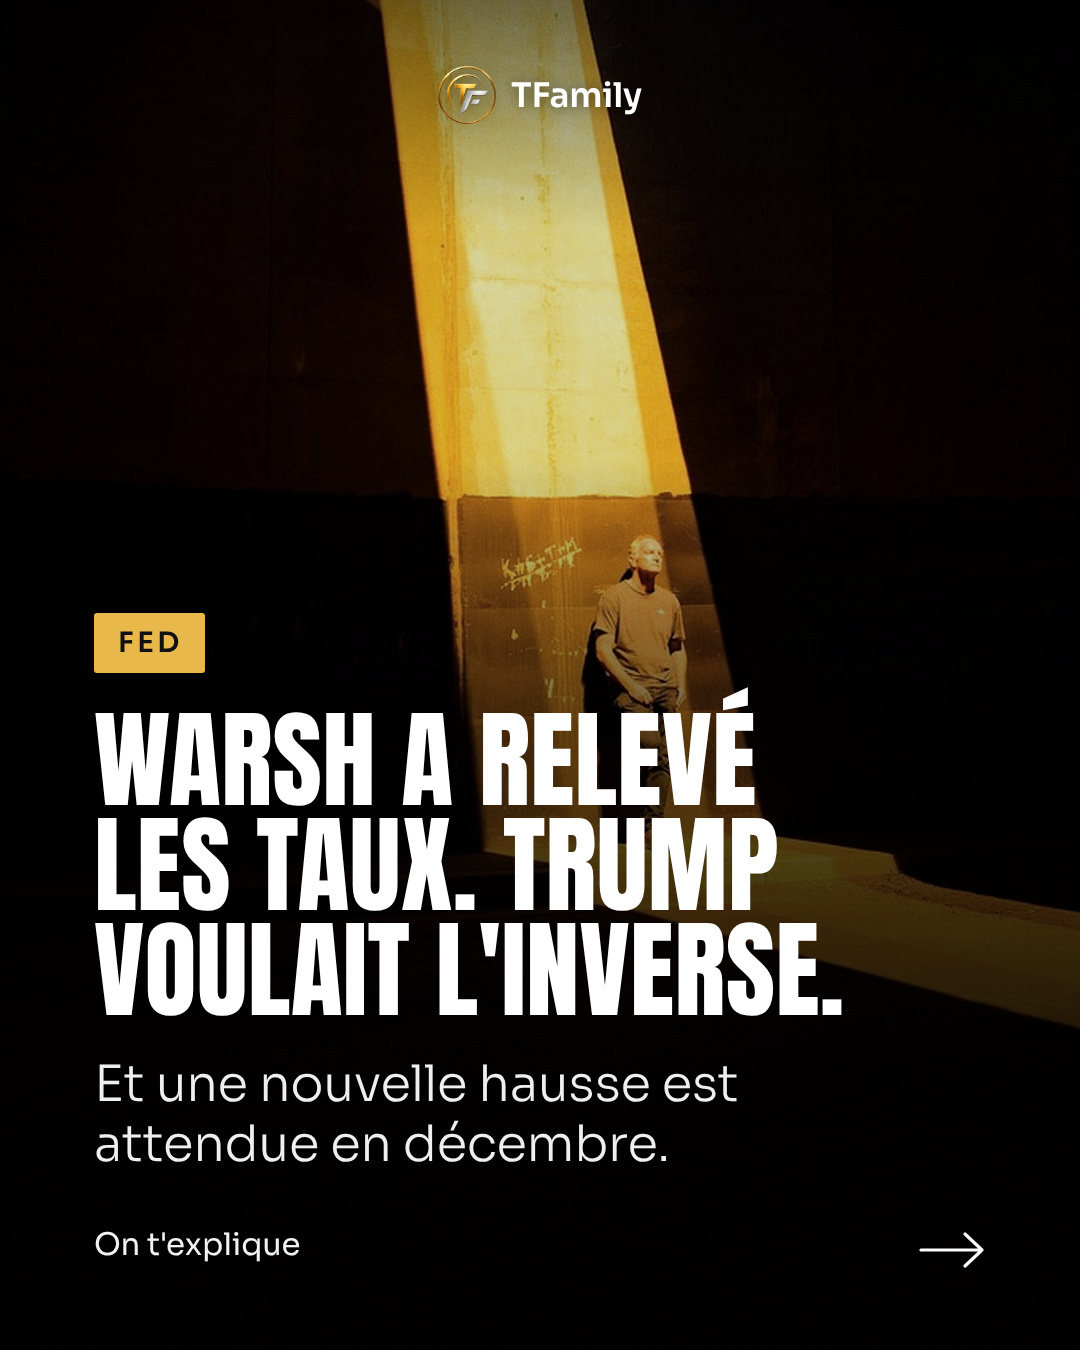 TFamily
FED
WARSH A RELEVÉ
LES TAUX. TRUMP
VOULAIT L'INVERSE.
Et une nouvelle hausse est
attendue en décembre.
On t'explique